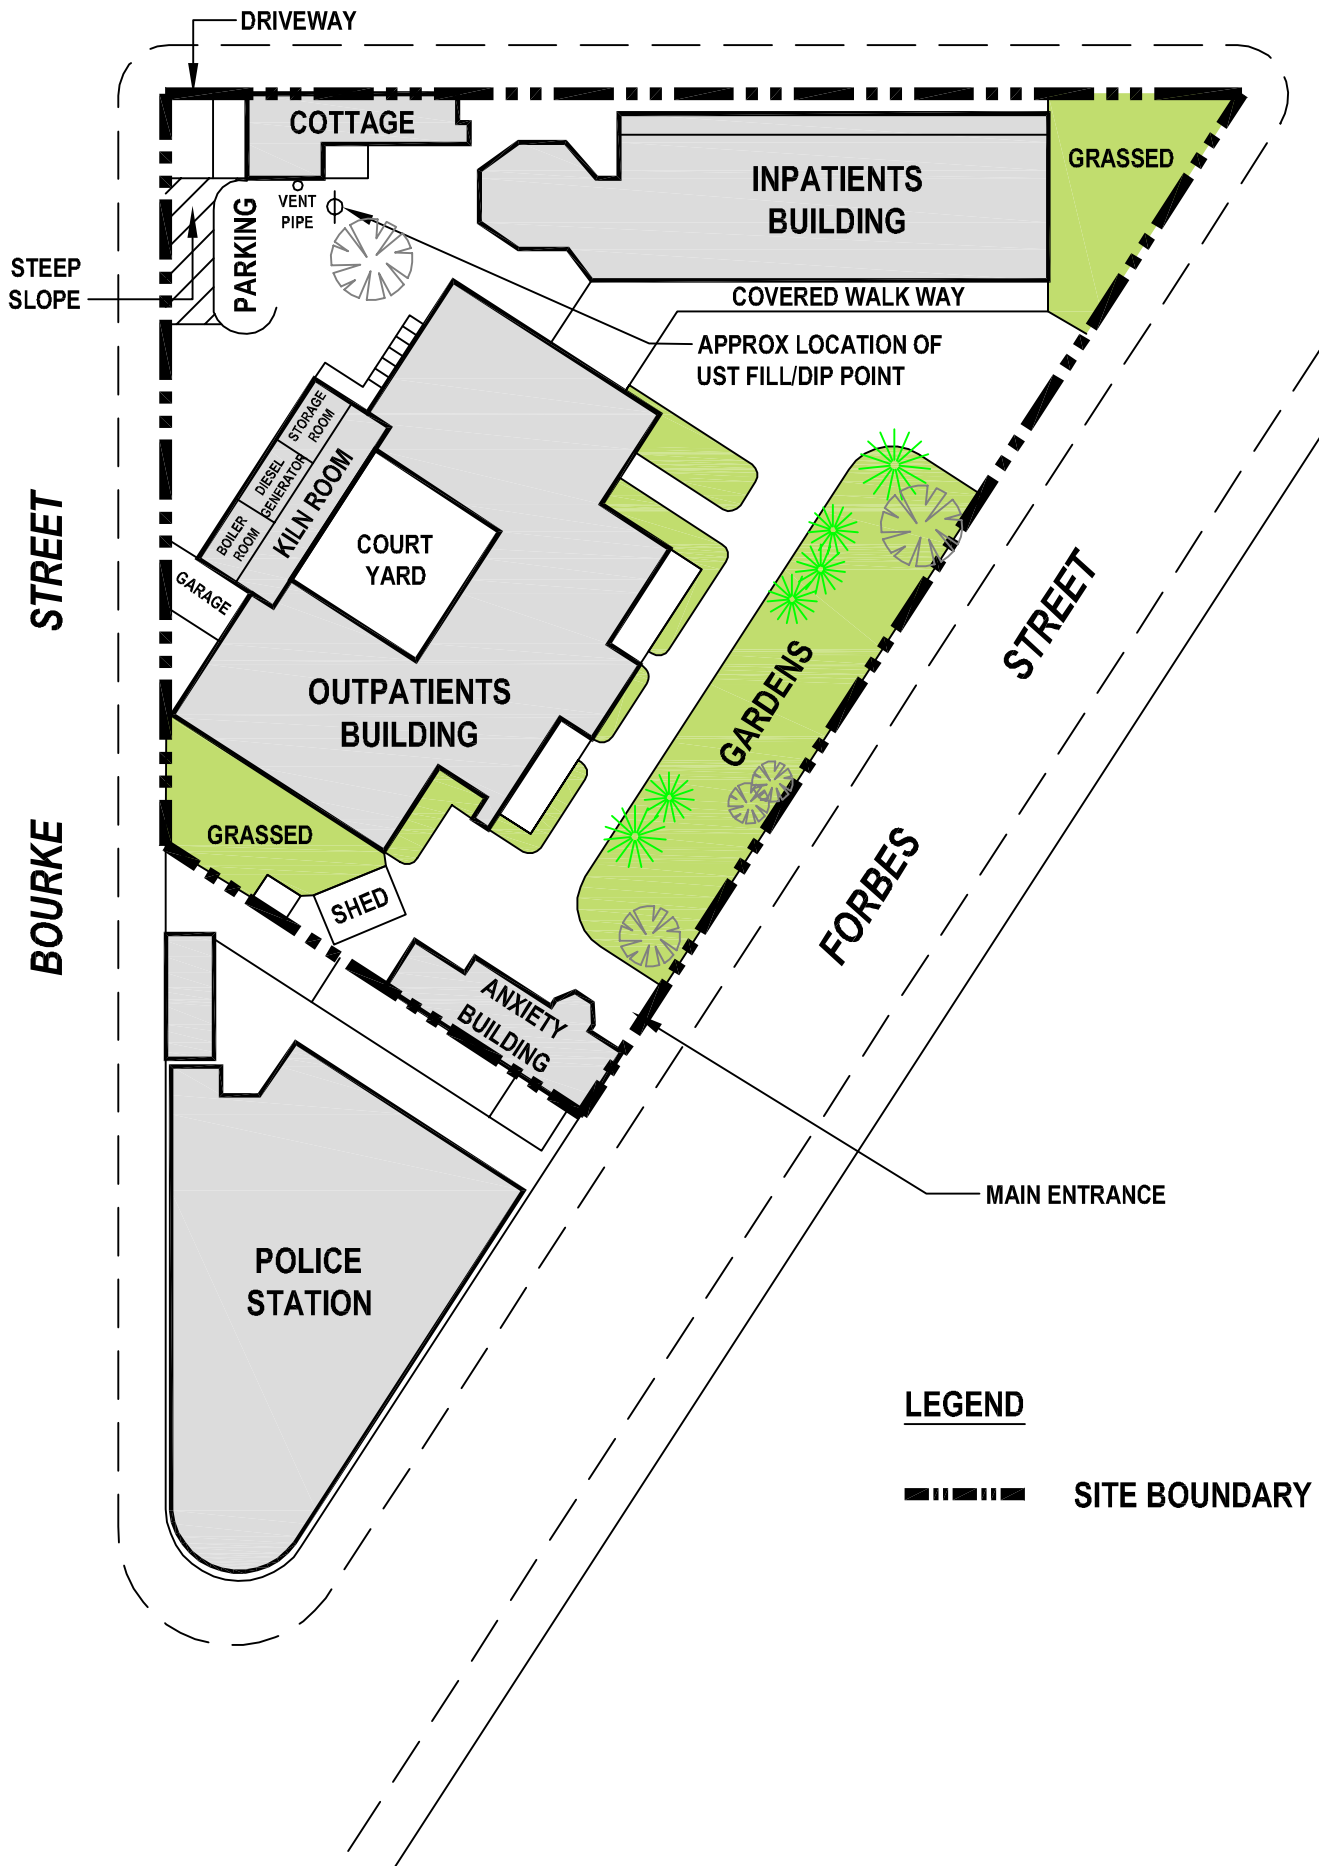 DRIVEWAY
COTTAGE
GRASSED
INPATIENTS
BUILDING
VENT
PIPE
PARKING
STEEP
SLOPE
COVERED WALK WAY
APPROX LOCATION OF
UST FILL/DIP POINT
STORAGE
ROOM
DIESEL
GENERATOR
BOILER
ROOM
KILN ROOM
COURT
YARD
GARAGE
OUTPATIENTS
BUILDING
GARDENS
BOURKE STREET
FORBES STREET
GRASSED
SHED
ANXIETY
BUILDING
MAIN ENTRANCE
POLICE
STATION
LEGEND
SITE BOUNDARY